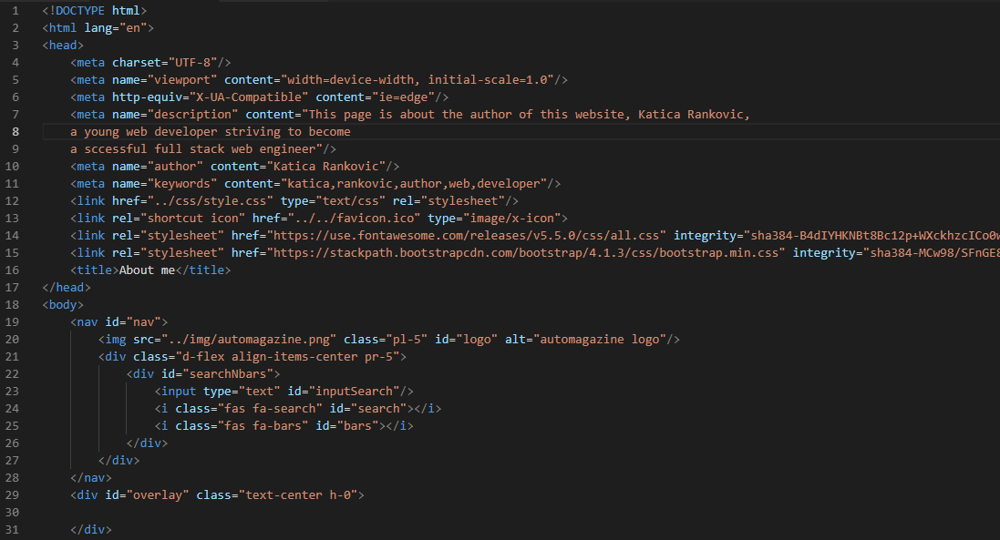 1 <!DOCTYPE html>
2 <html lang="en">
3 <head>
4 <meta charset="UTF-8"/>
5 <meta name="viewport" content="width=device-width, initial-scale=1.0"/>
6 <meta http-equiv="X-UA-Compatible" content="ie=edge"/>
7 <meta name="description" content="This page is about the author of this website, Katica Rankovic,
8 a young web developer striving to become
9 a sccessful full stack web engineer"/>
10 <meta name="author" content="Katica Rankovic"/>
11 <meta name="keywords" content="katica,rankovic,author,web,developer"/>
12 <link href="../css/style.css" type="text/css" rel="stylesheet"/>
13 <link rel="shortcut icon" href="../../favicon.ico" type="image/x-icon">
14 <link rel="stylesheet" href="https://use.fontawesome.com/releases/v5.5.0/css/all.css" integrity="sha384-B4dIYHKNBt8Bc12p+WXckhzcICo0w
15 <link rel="stylesheet" href="https://stackpath.bootstrapcdn.com/bootstrap/4.1.3/css/bootstrap.min.css" integrity="sha384-MCw98/SFnGE8
16 <title>About me</title>
17 </head>
18 <body>
19 <nav id="nav">
20 <img src="../img/automagazine.png" class="pl-5" id="logo" alt="automagazine logo"/>
21 <div class="d-flex align-items-center pr-5">
22 <div id="searchNbars">
23 <input type="text" id="inputSearch"/>
24 <i class="fas fa-search" id="search"></i>
25 <i class="fas fa-bars" id="bars"></i>
26 </div>
27 </div>
28 </nav>
29 <div id="overlay" class="text-center h-0">
30
31 </div>